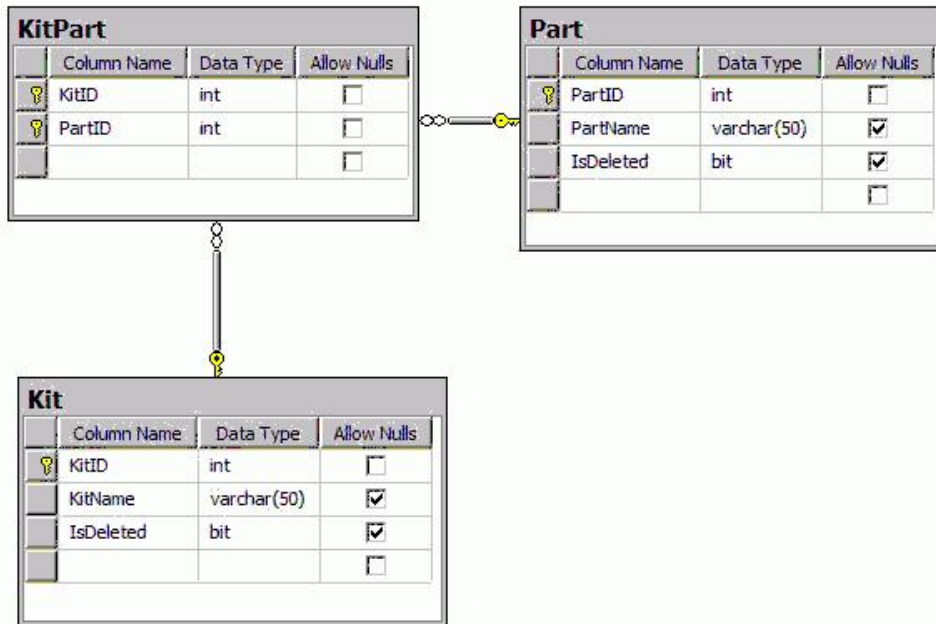 KitPart
Column Name Data Type Allow Nulls
KitID int
PartID int
Part
Column Name Data Type Allow Nulls
PartID int
PartName varchar(50)
IsDeleted bit
Kit
Column Name Data Type Allow Nulls
KitID int
KitName varchar(50)
IsDeleted bit